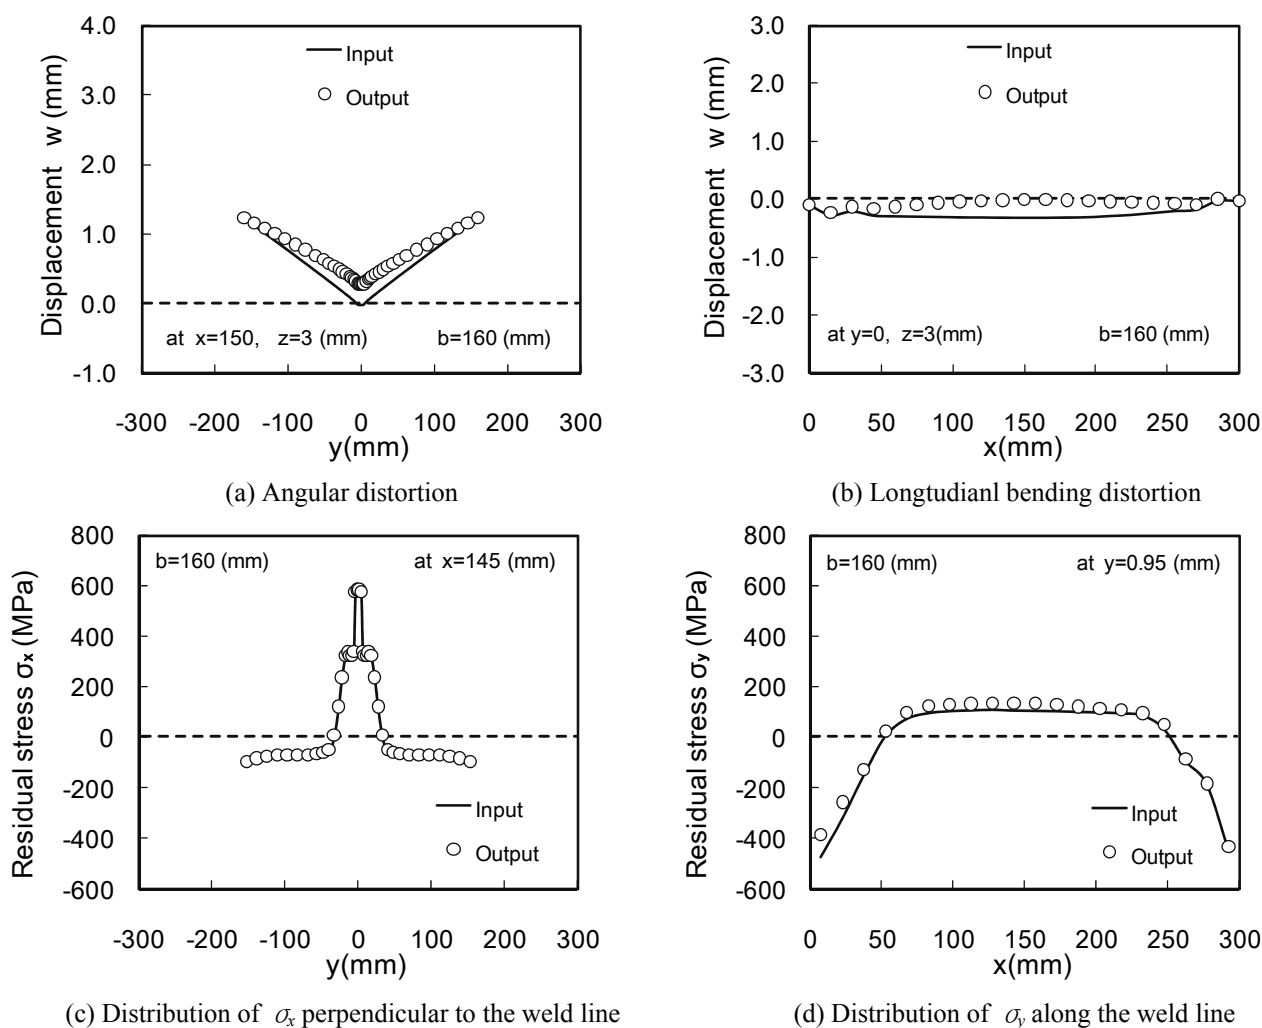 4.0
3.0
2.0
1.0
0.0
-1.0
Displacement w (mm)
Input
Output
at x=150, z=3 (mm)
b=160 (mm)
-300 -200 -100 0 100 200 300
y(mm)
(a) Angular distortion
3.0
2.0
1.0
0.0
-1.0
-2.0
-3.0
Displacement w (mm)
Input
Output
at y=0, z=3(mm)
b=160 (mm)
0 50 100 150 200 250 300
x(mm)
(b) Longtudianl bending distortion
800
600
400
200
0
-200
-400
-600
Residual stress σx (MPa)
b=160 (mm)
at x=145 (mm)
Input
Output
-300 -200 -100 0 100 200 300
y(mm)
(c) Distribution of σx perpendicular to the weld line
800
600
400
200
0
-200
-400
-600
Residual stress σy (MPa)
b=160 (mm)
at y=0.95 (mm)
Input
Output
0 50 100 150 200 250 300
x(mm)
(d) Distribution of σy along the weld line